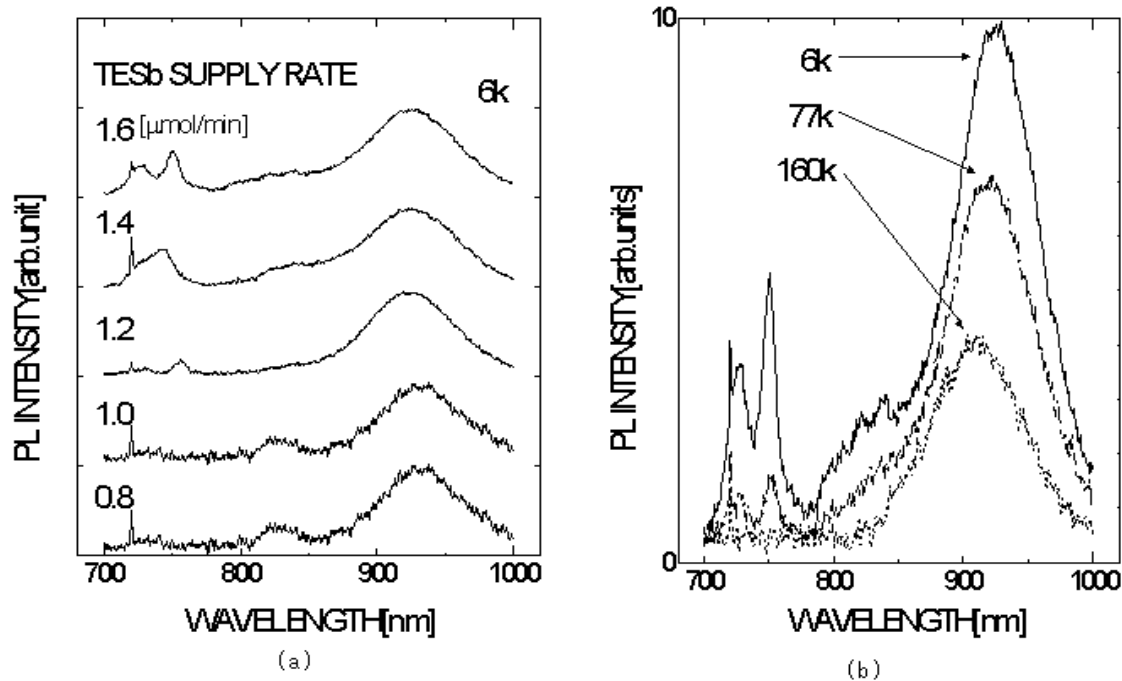 TESb SUPPLY RATE
6k
1.6 [μmol/min]
1.4
1.2
1.0
0.8
PL INTENSITY[arb.unit]
700 800 900 1000
WAVELENGTH[nm]
(a)
10
6k
77k
160k
PL INTENSITY[arb.units]
0
700 800 900 1000
WAVELENGTH[nm]
(b)